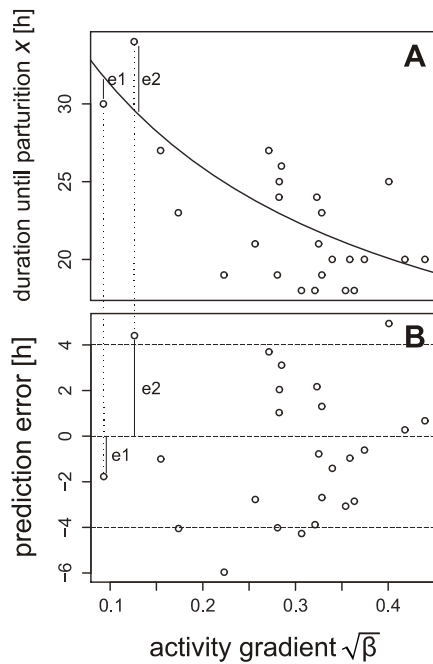 A
duration until parturition x [h]
30
25
20
e1
e2
B
prediction error [h]
4
2
0
-2
-4
-6
e2
e1
0.1
0.2
0.3
0.4
activity gradient √β